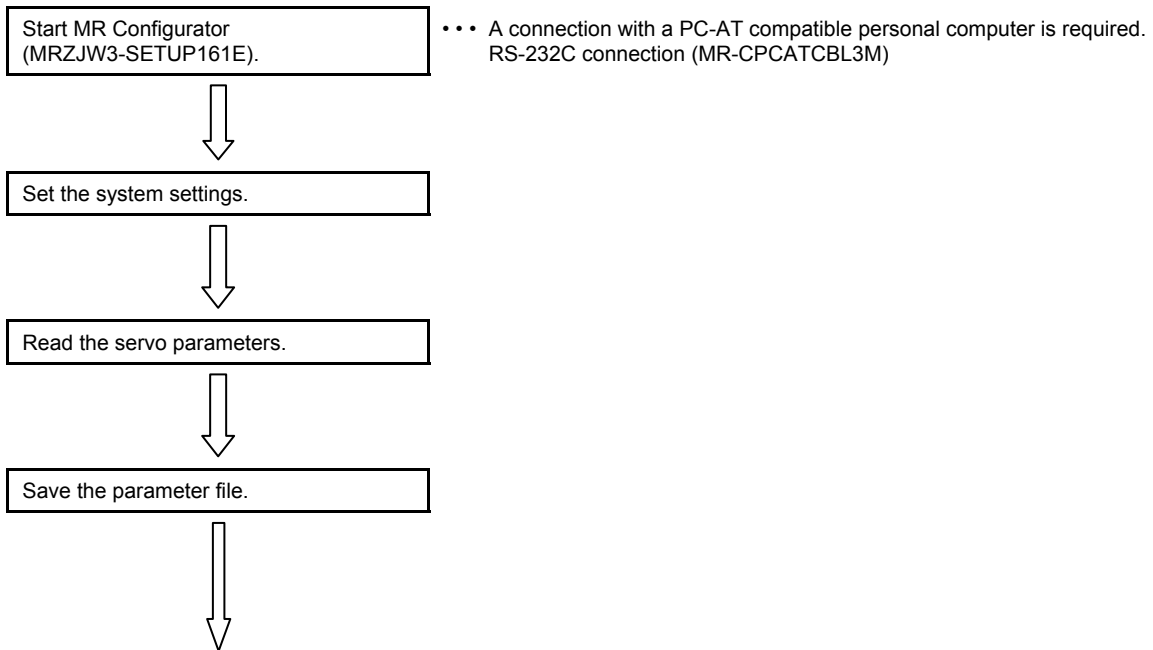 Start MR Configurator
(MRZJW3-SETUP161E).
• • • A connection with a PC-AT compatible personal computer is required.
RS-232C connection (MR-CPCATCBL3M)
Set the system settings.
Read the servo parameters.
Save the parameter file.